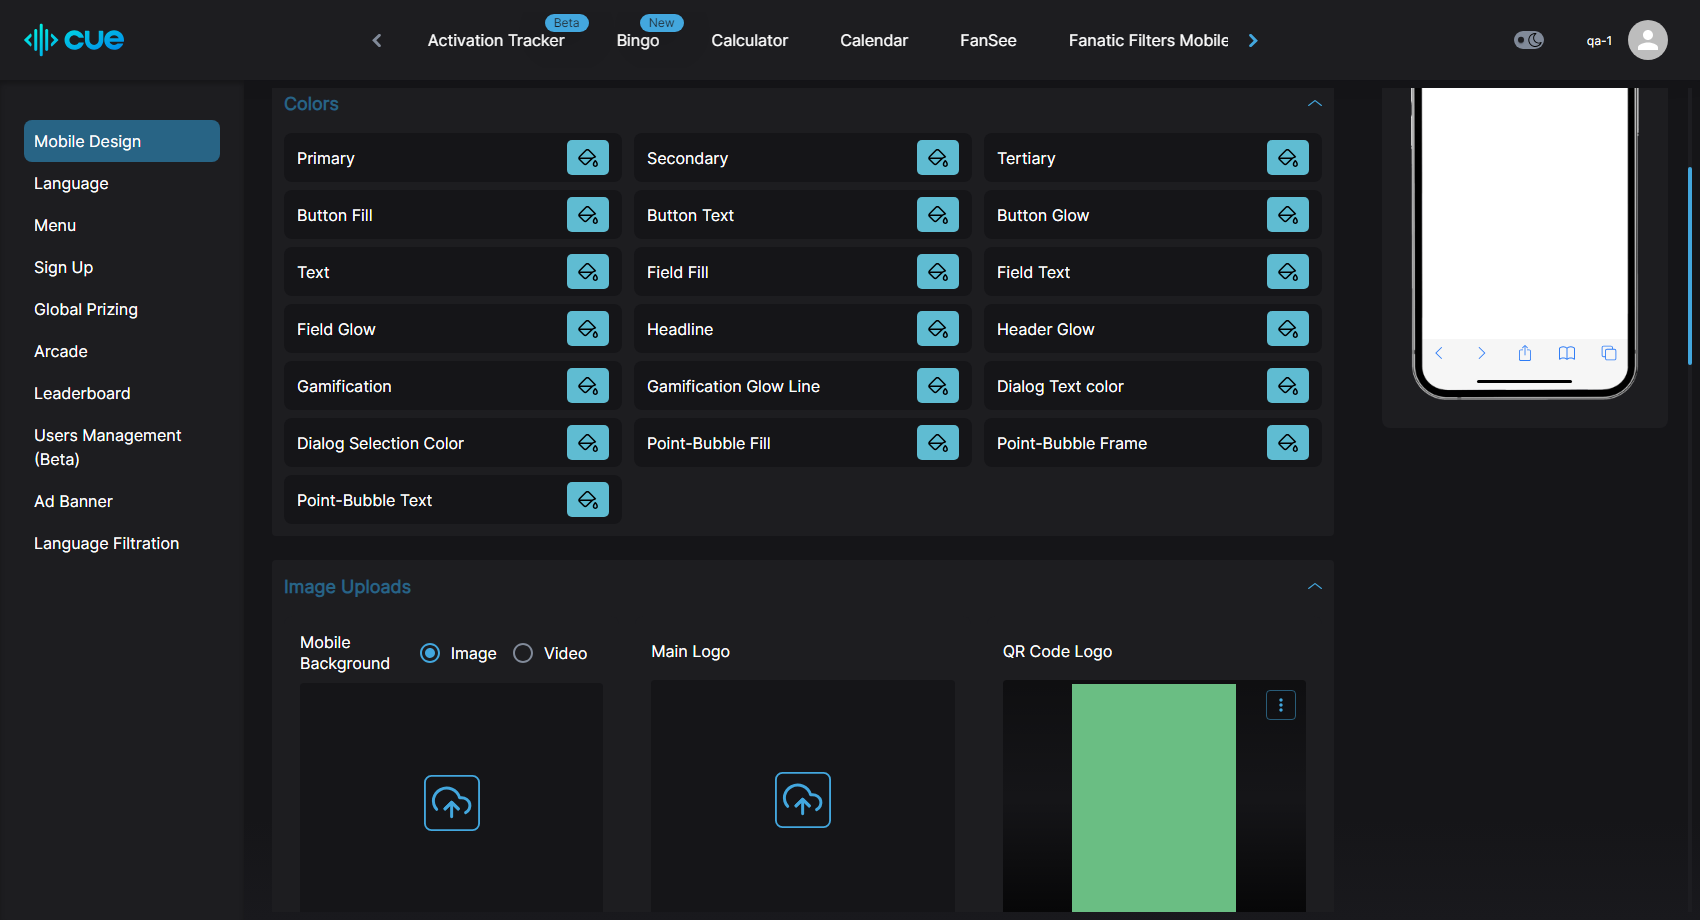 cue
Activation Tracker
Beta
Bingo
New
Calculator
Calendar
FanSee
Fanatic Filters Mobile
qa-1
Mobile Design
Language
Menu
Sign Up
Global Prizing
Arcade
Leaderboard
Users Management
(Beta)
Ad Banner
Language Filtration
Colors
Primary
Secondary
Tertiary
Button Fill
Button Text
Button Glow
Text
Field Fill
Field Text
Field Glow
Headline
Header Glow
Gamification
Gamification Glow Line
Dialog Text color
Dialog Selection Color
Point-Bubble Fill
Point-Bubble Frame
Point-Bubble Text
Image Uploads
Mobile
Background
Image
Video
Main Logo
QR Code Logo